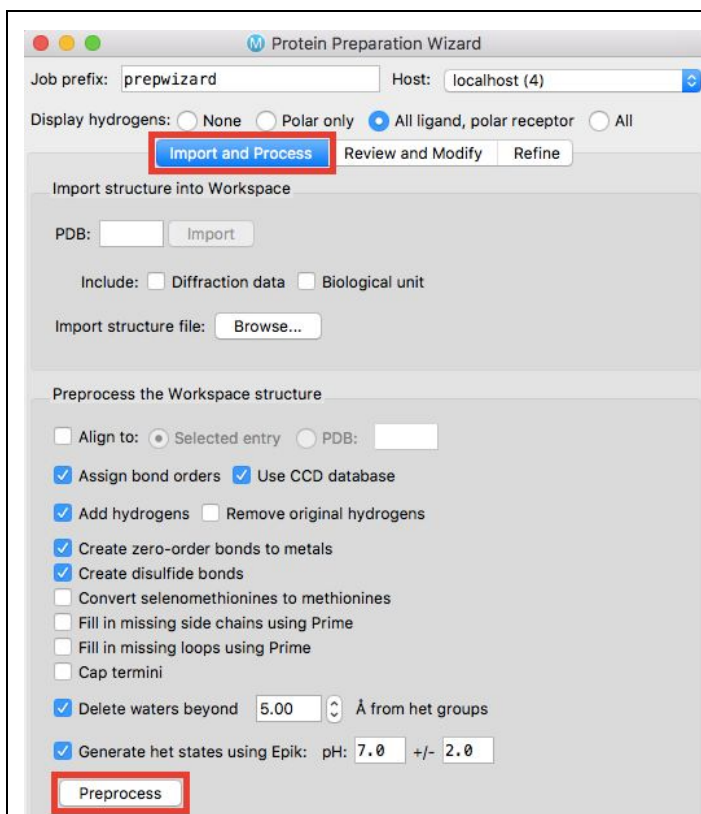 Protein Preparation Wizard
Job prefix: prepwizard Host: localhost (4)
Display hydrogens: None Polar only All ligand, polar receptor All
Import and Process Review and Modify Refine
Import structure into Workspace
PDB: Import
Include: Diffraction data Biological unit
Import structure file: Browse...
Preprocess the Workspace structure
Align to: Selected entry PDB:
Assign bond orders Use CCD database
Add hydrogens Remove original hydrogens
Create zero-order bonds to metals
Create disulfide bonds
Convert selenomethionines to methionines
Fill in missing side chains using Prime
Fill in missing loops using Prime
Cap termini
Delete waters beyond 5.00 Å from het groups
Generate het states using Epik: pH: 7.0 +/- 2.0
Preprocess